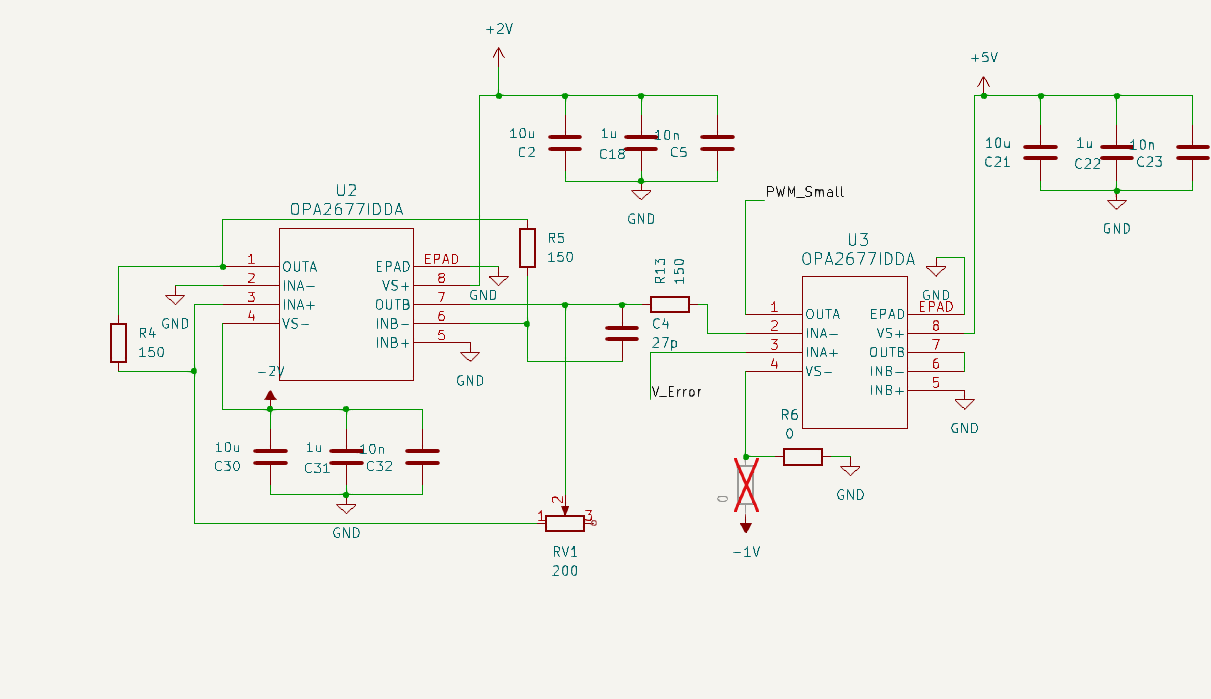 +2V
+5V
10u
C2
1u
C18
10n
C5
GND
10u
C21
1u
C22
10n
C23
GND
U2
OPA2677IDDA
1
2
3
4
OUTA
INA-
INA+
VS-
EPAD
VS+
OUTB
INB-
INB+
EPAD
8
7
6
5
GND
GND
GND
R5
150
R4
150
-2V
10u
C30
1u
C31
10n
C32
GND
C4
27p
R13
150
1
2
3
RV1
200
PWM_Small
V_Error
U3
OPA2677IDDA
1
2
3
4
OUTA
INA-
INA+
VS-
EPAD
VS+
OUTB
INB-
INB+
EPAD
8
7
6
5
GND
GND
R6
0
GND
0
-1V